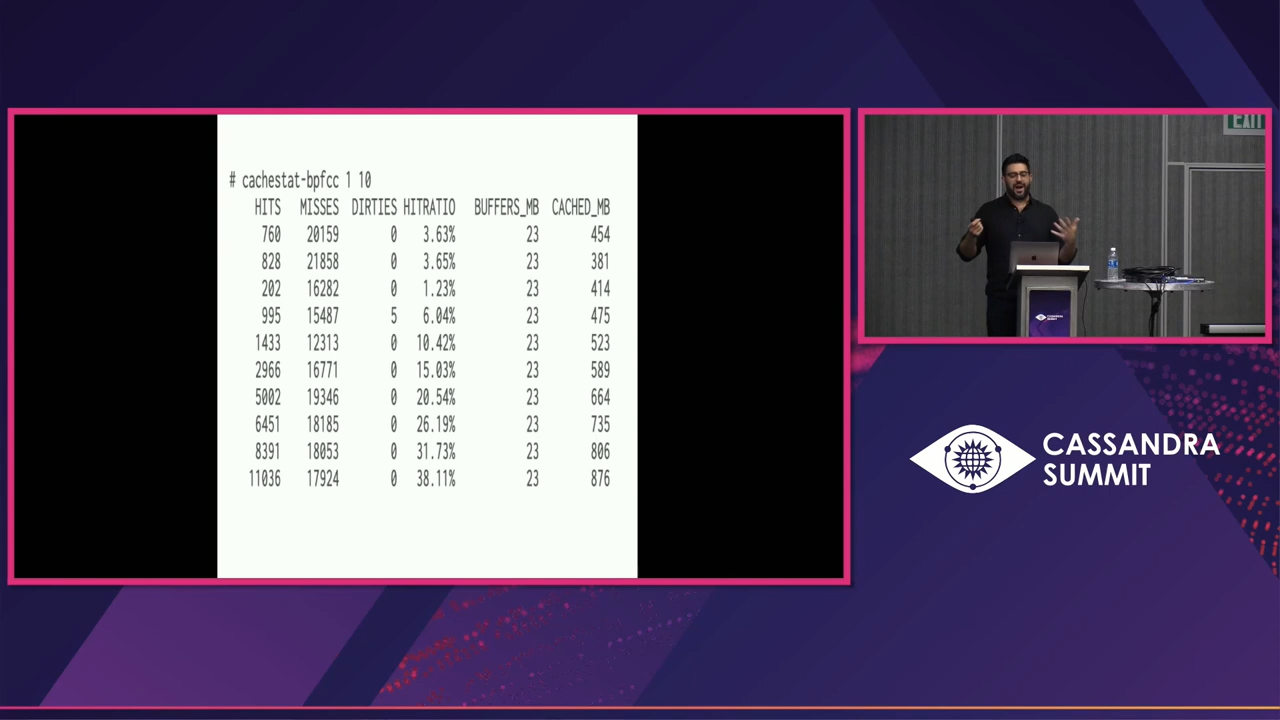 # cachestat-bpfcc 1 10
HITS MISSES DIRTIES HITRATIO BUFFERS_MB CACHED_MB
760 20159 0 3.63% 23 454
828 21858 0 3.65% 23 381
202 16282 0 1.23% 23 414
995 15487 5 6.04% 23 475
1433 12313 0 10.42% 23 523
2966 16771 0 15.03% 23 589
5002 19346 0 20.54% 23 664
6451 18185 0 26.19% 23 735
8391 18053 0 31.73% 23 806
11036 17924 0 38.11% 23 876
EXIT
CASSANDRA
SUMMIT